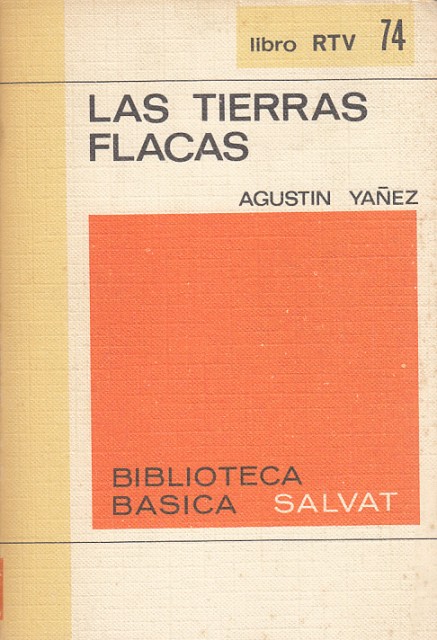 libro RTV 74
LAS TIERRAS
FLACAS
AGUSTIN YAÑEZ
BIBLIOTECA
BASICA SALVAT